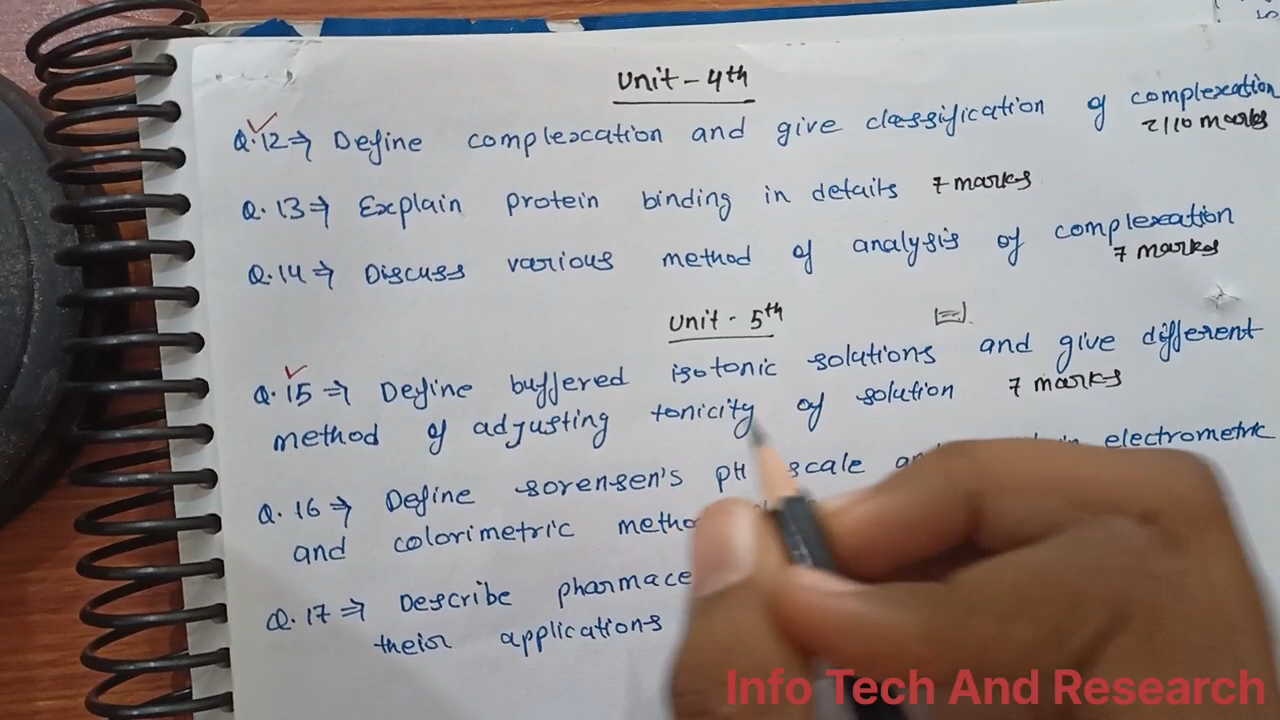 Unit - 4th
Q.12 ⇒ Define complexation and give classification of complexation
2/10 marks
Q.13 ⇒ Explain protein binding in details 7 marks
Q.14 ⇒ Discuss various method of analysis of complexation
7 marks
Unit - 5th
Q.15 ⇒ Define buffered isotonic solutions and give different
method of adjusting tonicity of solution 7 marks
Q.16 ⇒ Define sorensen's pH scale electrometric
and colorimetric
Q.17 ⇒ Describe
their applications
Info Tech And Research